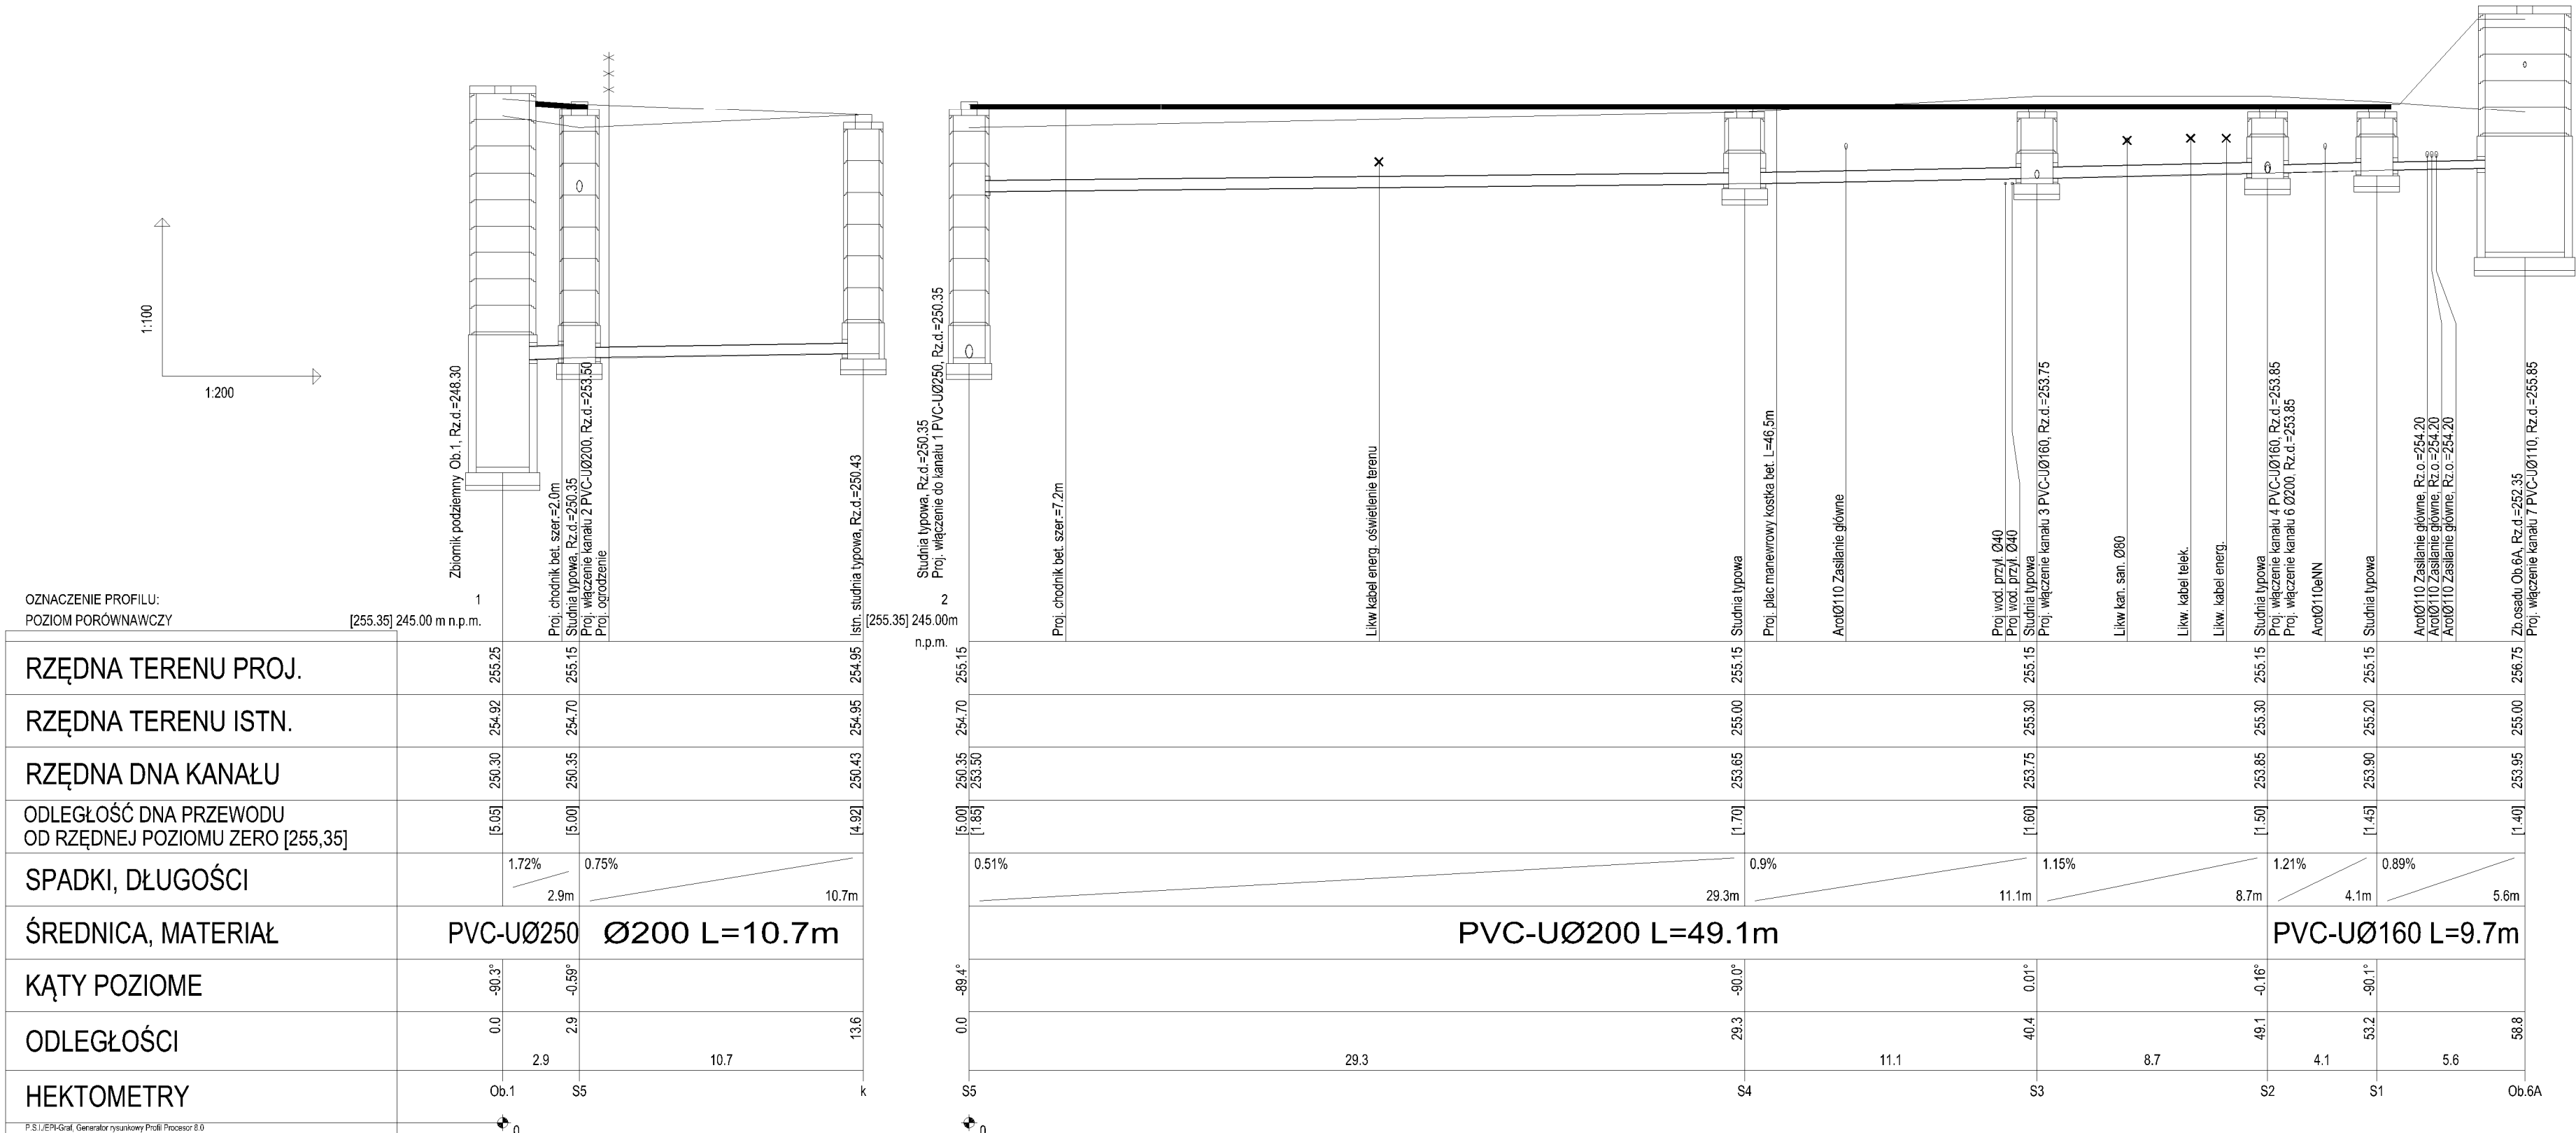 1:100
1:200
Zbiornik podziemny Ob.1, Rz.d.=248.30
Proj. chodnik bet. szer.=2.0m
Studnia typowa, Rz.d.=250.35
Proj. włączenie kanału 2 PVC-UØ200, Rz.d.=253.50
Proj. ogrodzenie
Istn. studnia typowa, Rz.d.=250.43
Studnia typowa, Rz.d.=250.35
Proj. włączenie do kanału 1 PVC-UØ250, Rz.d.=250.35
Proj. chodnik bet. szer.=7.2m
Likw kabel energ. oświetlenie terenu
Studnia typowa
Proj. plac manewrowy kostka bet. L=46,5m
ArotØ110 Zasilanie główne
Proj. wod. przył. Ø40
Proj. wod. przył. Ø40
Studnia typowa
Proj. włączenie kanału 3 PVC-UØ160, Rz.d.=253.75
Likw kan. san. Ø80
Likw. kabel telek.
Likw. kabel energ.
Studnia typowa
Proj. włączenie kanału 4 PVC-UØ160, Rz.d.=253.85
Proj. włączenie kanału 6 Ø200, Rz.d.=253.85
ArotØ110eNN
Studnia typowa
ArotØ110 Zasilanie główne, Rz.o.=254.20
ArotØ110 Zasilanie główne, Rz.o.=254.20
ArotØ110 Zasilanie główne, Rz.o.=254.20
Zb.osadu Ob.6A, Rz.d.=252.35
Proj. włączenie kanału 7 PVC-UØ110, Rz.d.=255.85
OZNACZENIE PROFILU: 1 2
POZIOM PORÓWNAWCZY [255.35] 245.00 m n.p.m. [255.35] 245.00m
n.p.m.
RZĘDNA TERENU PROJ. 255.25 255.15 254.95 255.15 255.15 255.15 255.15 255.15 256.75
RZĘDNA TERENU ISTN. 254.92 254.70 254.95 254.70 255.00 255.30 255.30 255.20 255.00
RZĘDNA DNA KANAŁU 250.30 250.35 250.43 250.35 253.50 253.65 253.75 253.85 253.90 253.95
ODLEGŁOŚĆ DNA PRZEWODU
OD RZĘDNEJ POZIOMU ZERO [255,35] [5.05] [5.00] [4.92] [5.00] [1.85] [1.70] [1.60] [1.50] [1.45] [1.40]
SPADKI, DŁUGOŚCI
1.72% 0.75% 0.51% 0.9% 1.15% 1.21% 0.89%
2.9m 10.7m 29.3m 11.1m 8.7m 4.1m 5.6m
ŚREDNICA, MATERIAŁ PVC-UØ250 Ø200 L=10.7m PVC-UØ200 L=49.1m PVC-UØ160 L=9.7m
KĄTY POZIOME -90.3° -0.59° -89.4° -90.0° 0.01° -0.16° -90.1°
ODLEGŁOŚCI 0.0 2.9 13.6 0.0 29.3 40.4 49.1 53.2 58.8
2.9 10.7 29.3 11.1 8.7 4.1 5.6
HEKTOMETRY Ob.1 S5 k S5 S4 S3 S2 S1 Ob.6A
0 0
P.S.I./EPI-Graf, Generator rysunkowy Profil Procesor 8.0